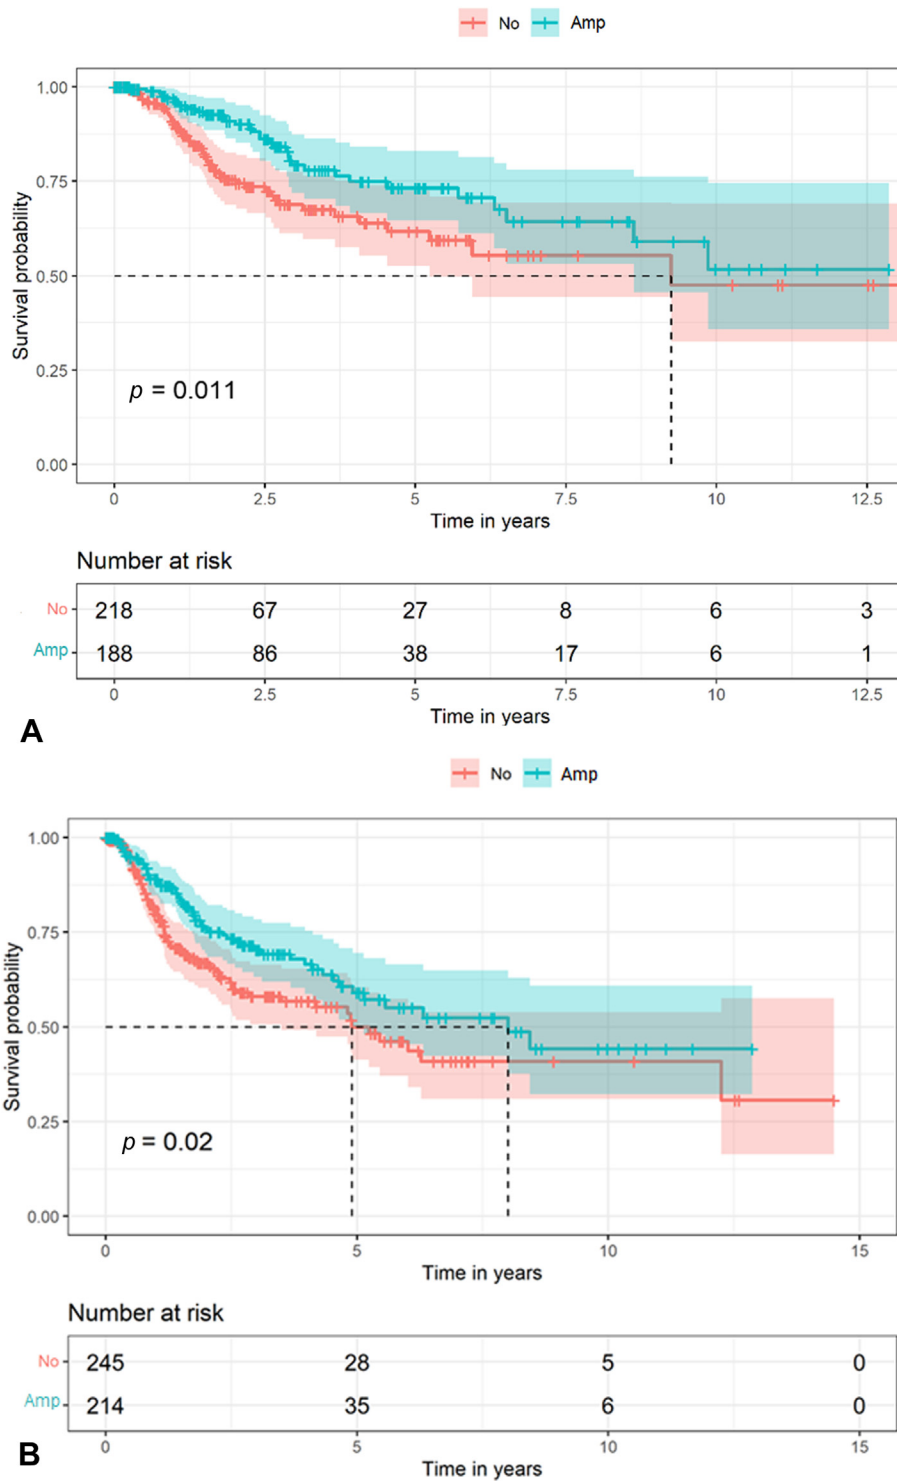 No Amp
1.00
0.75
0.50
0.25
0.00
Survival probability
p = 0.011
0 2.5 5 7.5 10 12.5
Time in years
Number at risk
No 218 67 27 8 6 3
Amp 188 86 38 17 6 1
0 2.5 5 7.5 10 12.5
Time in years
A
No Amp
1.00
0.75
0.50
0.25
0.00
Survival probability
p = 0.02
0 5 10 15
Time in years
Number at risk
No 245 28 5 0
Amp 214 35 6 0
0 5 10 15
Time in years
B